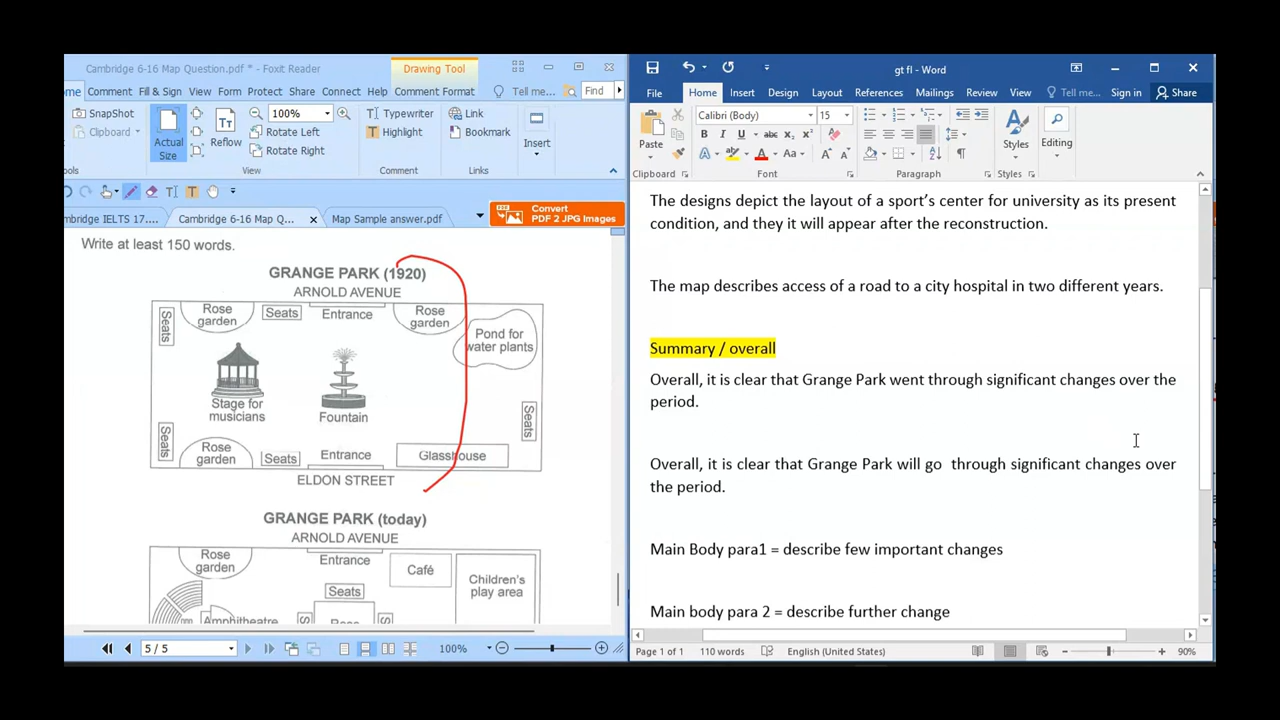 Cambridge 6-16 Map Question.pdf * - Foxit Reader
Drawing Tool
ome Comment Fill & Sign View Form Protect Share Connect Help Comment Format Tell me... Find
SnapShot
Clipboard
ools
Actual Size
Reflow
100%
Rotate Left
Rotate Right
View
Typewriter
Highlight
Comment
Link
Bookmark
Links
Insert
mbridge IELTS 17.... Cambridge 6-16 Map Q... Map Sample answer.pdf
Convert
PDF 2 JPG Images
Write at least 150 words.
GRANGE PARK (1920)
ARNOLD AVENUE
Seats
Rose garden
Seats
Entrance
Rose garden
Pond for water plants
Stage for musicians
Fountain
Seats
Seats
Rose garden
Seats
Entrance
Glasshouse
ELDON STREET
GRANGE PARK (today)
ARNOLD AVENUE
Rose garden
Entrance
Café
Children's play area
Seats
Amphitheatre
5 / 5
100%
gt fl - Word
File Home Insert Design Layout References Mailings Review View Tell me... Sign in Share
Paste
Clipboard
Calibri (Body) 15
Font
Paragraph
Styles
Styles
Editing
The designs depict the layout of a sport's center for university as its present
condition, and they it will appear after the reconstruction.
The map describes access of a road to a city hospital in two different years.
Summary / overall
Overall, it is clear that Grange Park went through significant changes over the
period.
Overall, it is clear that Grange Park will go through significant changes over
the period.
Main Body para1 = describe few important changes
Main body para 2 = describe further change
Page 1 of 1 110 words English (United States) 90%